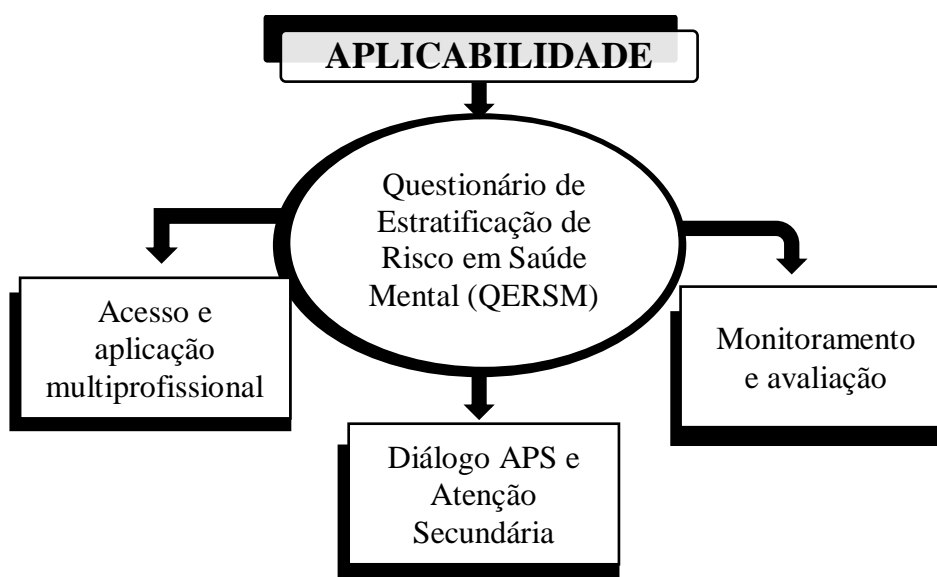 APLICABILIDADE
Questionário de
Estratificação de
Risco em Saúde
Mental (QERSM)
Acesso e
aplicação
multiprofissional
Diálogo APS e
Atenção
Secundária
Monitoramento
e avaliação